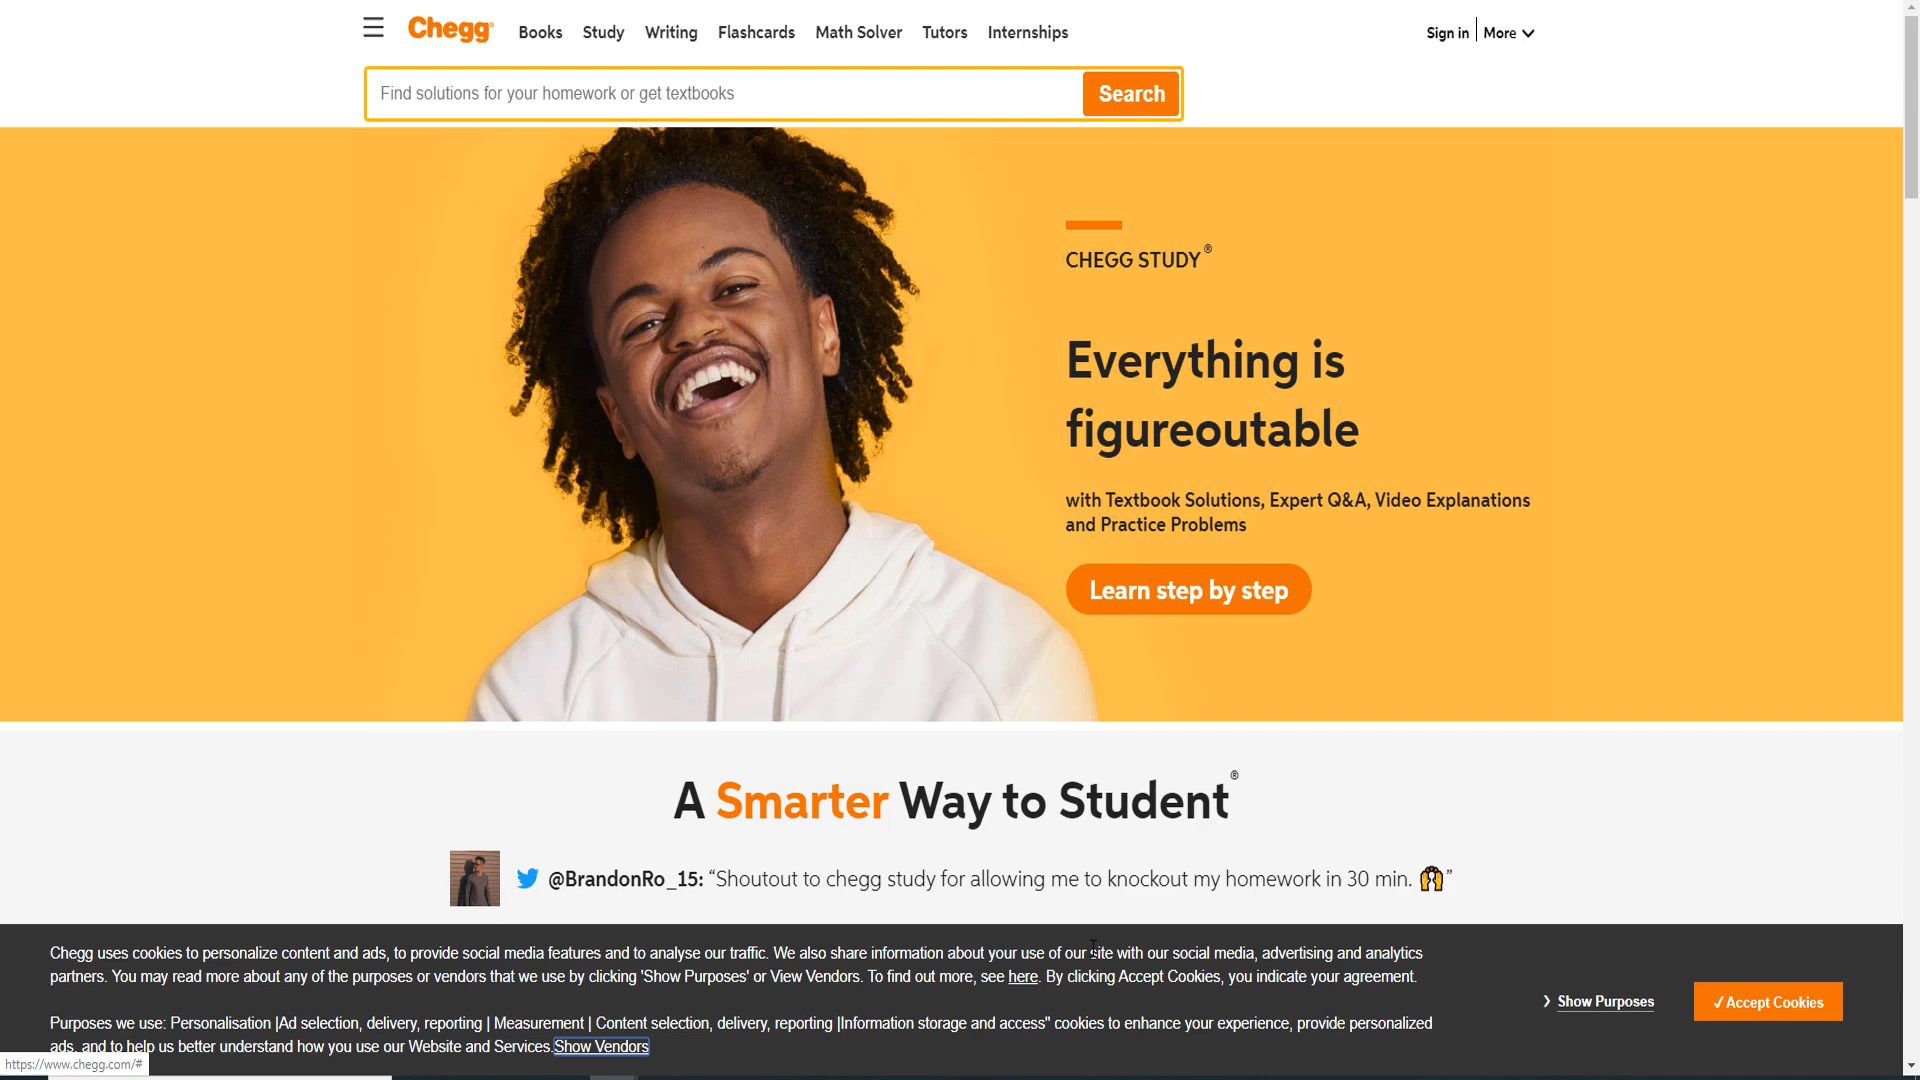 Chegg®
Books Study Writing Flashcards Math Solver Tutors Internships
Sign in More
Find solutions for your homework or get textbooks
Search
CHEGG STUDY®
Everything is
figureoutable
with Textbook Solutions, Expert Q&A, Video Explanations
and Practice Problems
Learn step by step
A Smarter Way to Student®
@BrandonRo_15: “Shoutout to chegg study for allowing me to knockout my homework in 30 min. 🙌”
Chegg uses cookies to personalize content and ads, to provide social media features and to analyse our traffic. We also share information about your use of our site with our social media, advertising and analytics
partners. You may read more about any of the purposes or vendors that we use by clicking 'Show Purposes' or View Vendors. To find out more, see here. By clicking Accept Cookies, you indicate your agreement.
Purposes we use: Personalisation |Ad selection, delivery, reporting | Measurement | Content selection, delivery, reporting |Information storage and access" cookies to enhance your experience, provide personalized
ads, and to help us better understand how you use our Website and Services.Show Vendors
❯ Show Purposes
✓Accept Cookies
https://www.chegg.com/#